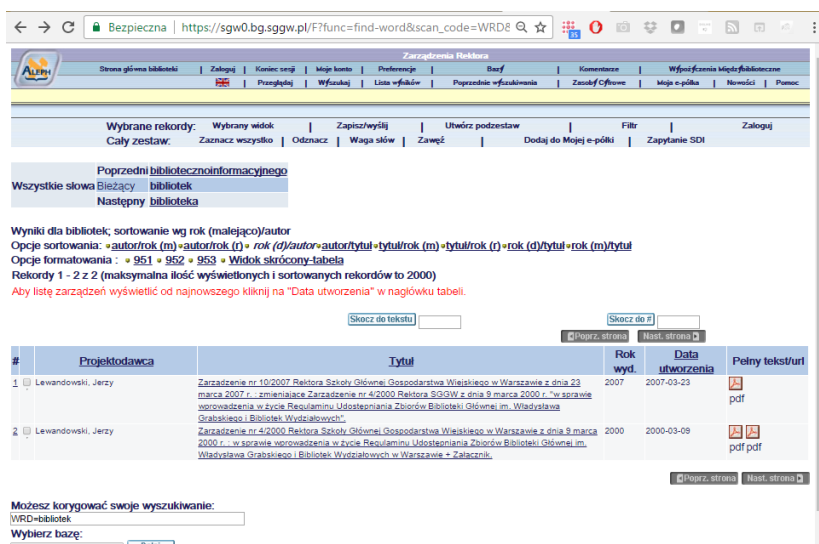 Bezpieczna | https://sgw0.bg.sggw.pl/F?func=find-word&scan_code=WRD&
35
Zarządzenia Rektora
ALEPH
Strona główna biblioteki | Zaloguj | Koniec sesji | Moje konto | Preferencje | Bazy | Komentarze | Wypożyczenia Międzybiblioteczne
Przeglądaj | Wyszukaj | Lista wyników | Poprzednie wyszukiwania | Zasoby Cyfrowe | Moja e-półka | Nowości | Pomoc
Wybrane rekordy: Wybrany widok | Zapisz/wyślij | Utwórz podzestaw | Filtr | Zaloguj
Cały zestaw: Zaznacz wszystko | Odznacz | Waga słów | Zawęź | Dodaj do Mojej e-półki | Zapytanie SDI
Poprzedni bibliotecznoinformacyjnego
Wszystkie słowa Bieżący bibliotek
Następny biblioteka
Wyniki dla bibliotek; sortowanie wg rok (malejąco)/autor
Opcje sortowania: autor/rok (m) autor/rok (r) rok (d)/autor autor/tytuł tytuł/rok (m) tytuł/rok (r) rok (d)/tytuł rok (m)/tytuł
Opcje formatowania : 951 952 953 Widok skrócony-tabela
Rekordy 1 - 2 z 2 (maksymalna ilość wyświetlonych i sortowanych rekordów to 2000)
Aby listę zarządzeń wyświetlić od najnowszego kliknij na "Data utworzenia" w nagłówku tabeli.
Skocz do tekstu Skocz do #
Poprz. strona Nast. strona
# Projektodawca Tytuł Rok wyd. Data utworzenia Pełny tekst/url
1 Lewandowski, Jerzy Zarzadzenie nr 10/2007 Rektora Szkoły Głównej Gospodarstwa Wiejskiego w Warszawie z dnia 23 2007 2007-03-23
marca 2007 r. : zmieniające Zarzadzenie nr 4/2000 Rektora SGGW z dnia 9 marca 2000 r. "w sprawie pdf
wprowadzenia w życie Regulaminu Udostępniania Zbiorów Biblioteki Głównej im. Władysława
Grabskiego i Bibliotek Wydziałowych".
2 Lewandowski, Jerzy Zarzadzenie nr 4/2000 Rektora Szkoły Głównej Gospodarstwa Wiejskiego w Warszawie z dnia 9 marca 2000 2000-03-09
2000 r. : w sprawie wprowadzenia w życie Regulaminu Udostępniania Zbiorów Biblioteki Głównej im. pdf pdf
Władysława Grabskiego i Bibliotek Wydziałowych w Warszawie + Załacznik.
Poprz. strona Nast. strona
Możesz korygować swoje wyszukiwanie:
WRD=bibliotek
Wybierz bazę: